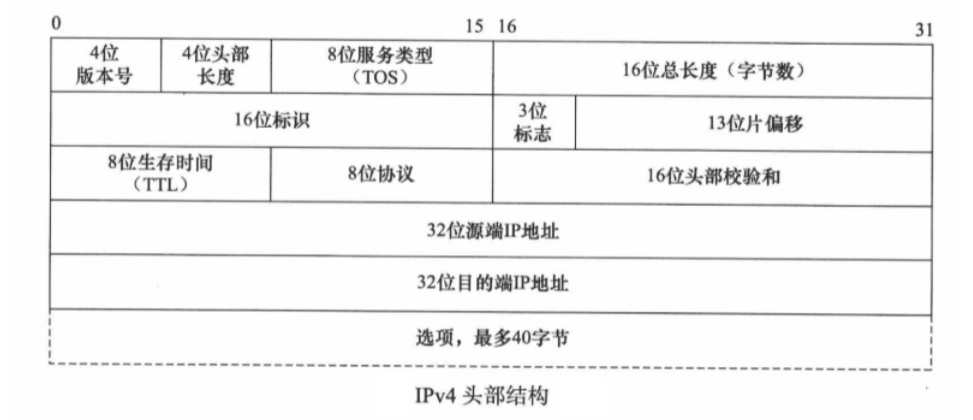 0 15 16 31
4位
版本号
4位头部
长度
8位服务类型
（TOS）
16位总长度（字节数）
16位标识
3位
标志
13位片偏移
8位生存时间
（TTL）
8位协议
16位头部校验和
32位源端IP地址
32位目的端IP地址
选项，最多40字节
IPv4 头部结构